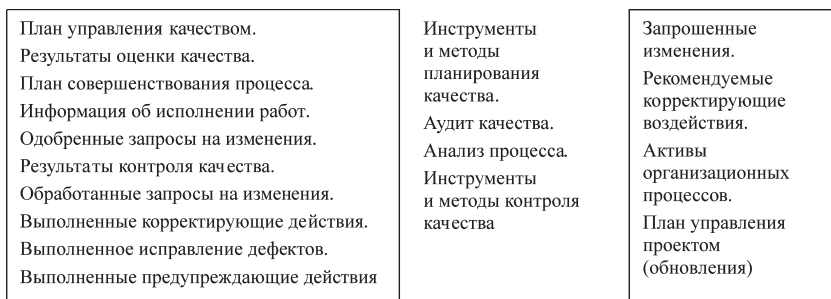 План управления качеством.
Результаты оценки качества.
План совершенствования процесса.
Информация об исполнении работ.
Одобренные запросы на изменения.
Результаты контроля качества.
Обработанные запросы на изменения.
Выполненные корректирующие действия.
Выполненное исправление дефектов.
Выполненные предупреждающие действия
Инструменты
и методы
планирования
качества.
Аудит качества.
Анализ процесса.
Инструменты
и методы контроля
качества
Запрошенные
изменения.
Рекомендуемые
корректирующие
воздействия.
Активы
организационных
процессов.
План управления
проектом
(обновления)